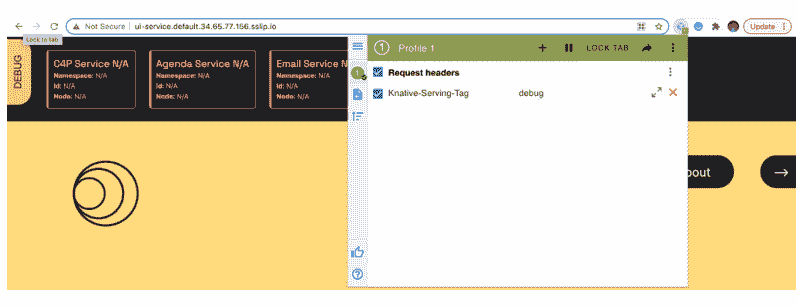 Not Secure | ui-service.default.34.65.77.156.sslip.io
Update
Lock to tab
DEBUG
C4P Service N/A
Namespace: N/A
Id: N/A
Node: N/A
Agenda Service N/A
Namespace: N/A
Id: N/A
Node: N/A
Email Service N
Namespace: N/A
Id: N/A
Node: N/A
1
1 Profile 1
LOCK TAB
Request headers
Knative-Serving-Tag debug
bout